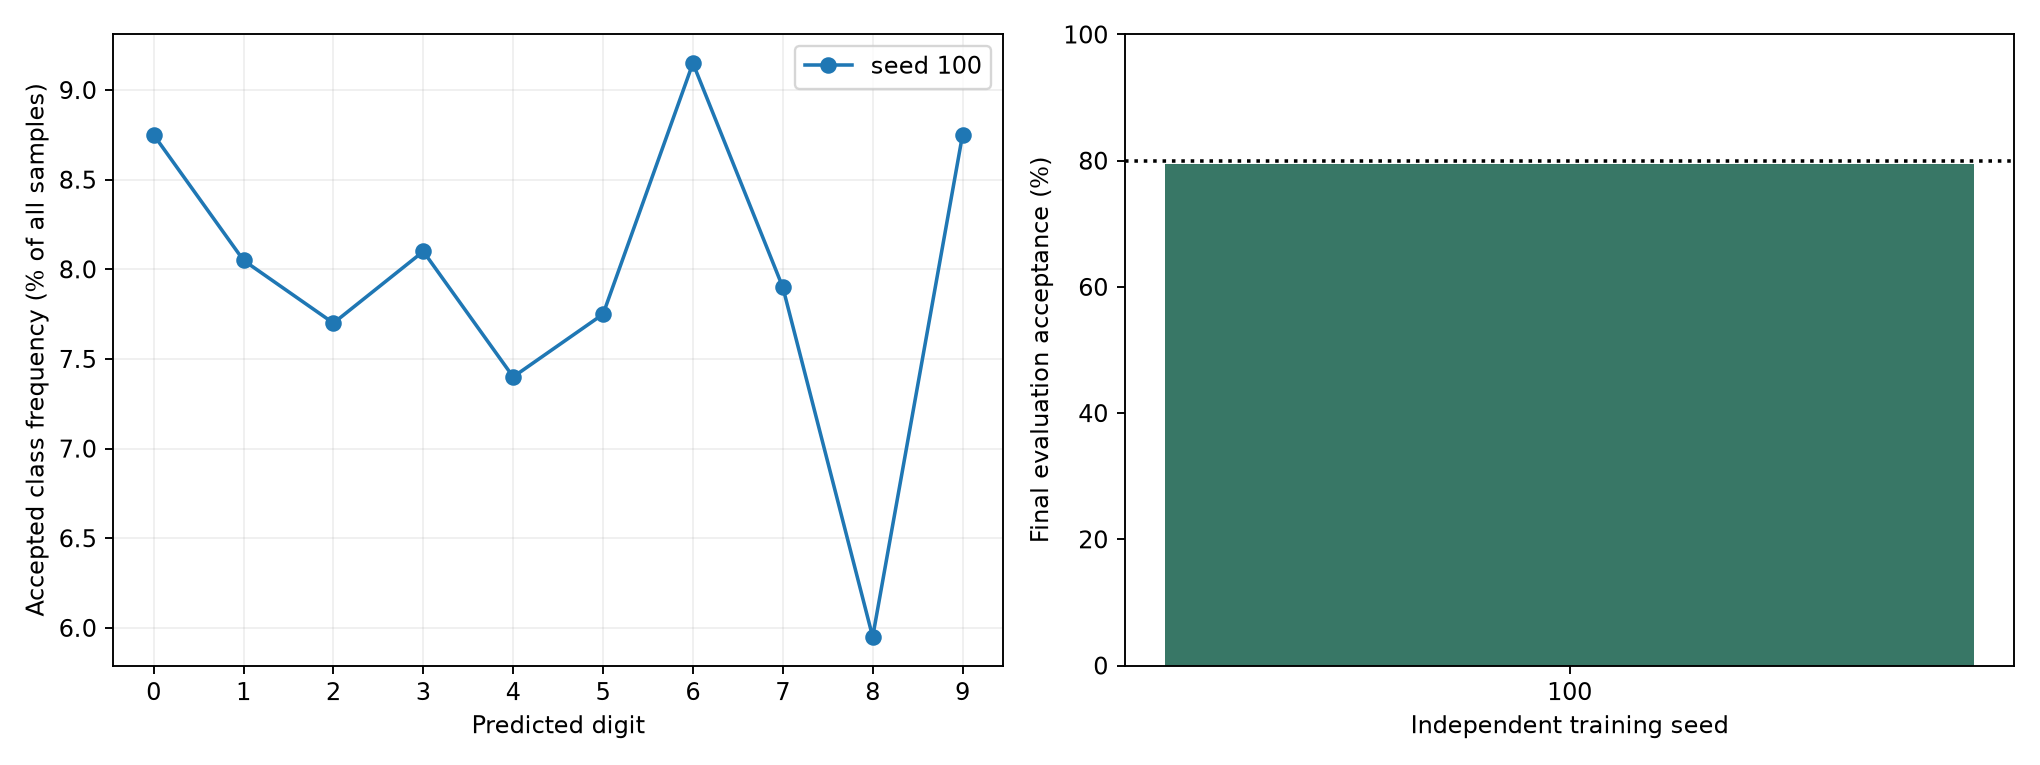 Accepted class frequency (% of all samples)
9.0
8.5
8.0
7.5
7.0
6.5
6.0
seed 100
0 1 2 3 4 5 6 7 8 9
Predicted digit
Final evaluation acceptance (%)
100
80
60
40
20
0
100
Independent training seed